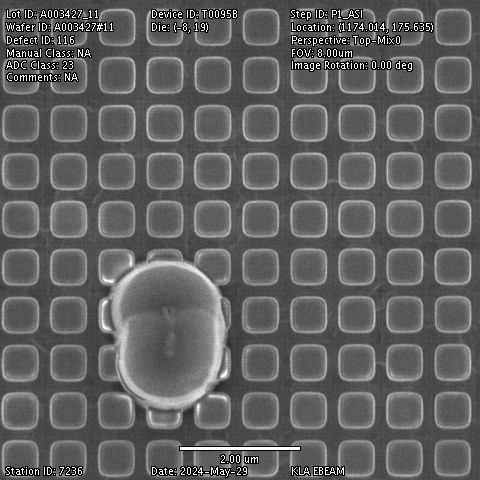 Lot ID: A003427_11
Wafer ID: A003427#11
Defect ID: 116
Manual Class: NA
ADC Class: 23
Comments: NA
Device ID: T0095B
Die: (-8, 19)
Step ID: P1_ASI
Location: (1174.014, 175.635)
Perspective: Top-Mix0
FOV: 8.00um
Image Rotation: 0.00 deg
2.00 um
Station ID: 7236
Date: 2024-May-29
KLA EBEAM